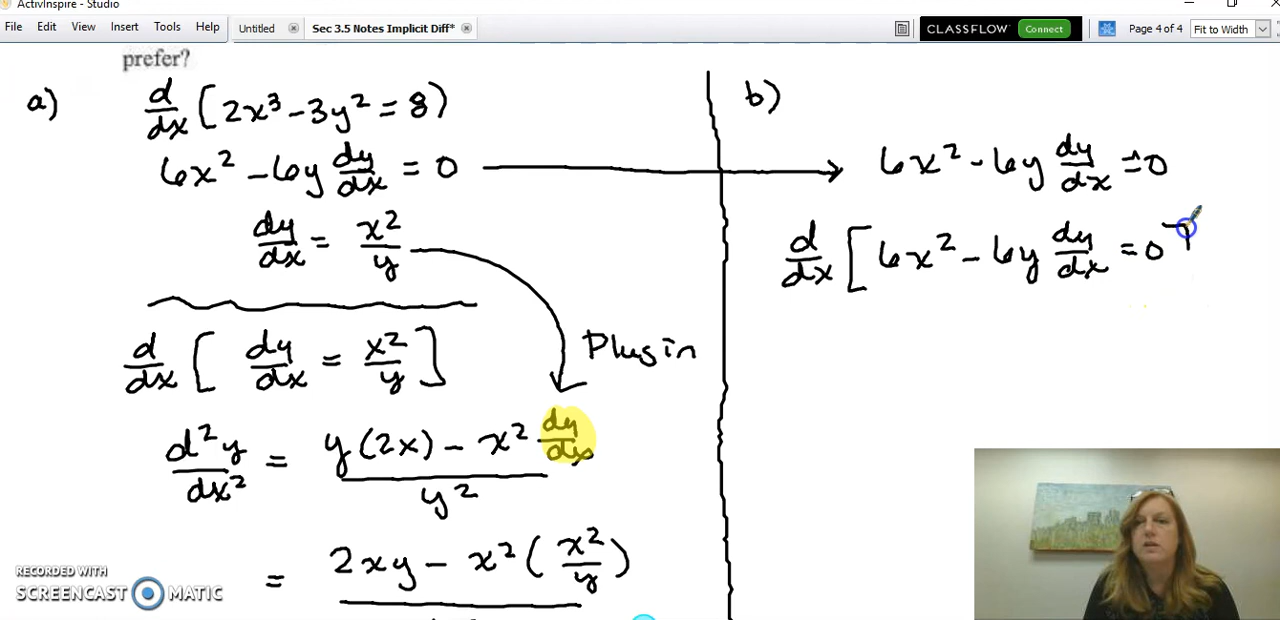 ActivInspire - Studio
File Edit View Insert Tools Help Untitled Sec 3.5 Notes Implicit Diff* CLASSFLOW Connect Page 4 of 4 Fit to Width
prefer?
a) d/dx [2x³ - 3y² = 8)
6x² - 6y dy/dx = 0
dy/dx = x²/y
d/dx [ dy/dx = x²/y ]
Plug in
d²y/dx² = y(2x) - x² dy/dx / y²
= 2xy - x² ( x²/y )
b)
6x² - 6y dy/dx = 0
d/dx [ 6x² - 6y dy/dx = 0
RECORDED WITH
SCREENCAST MATIC